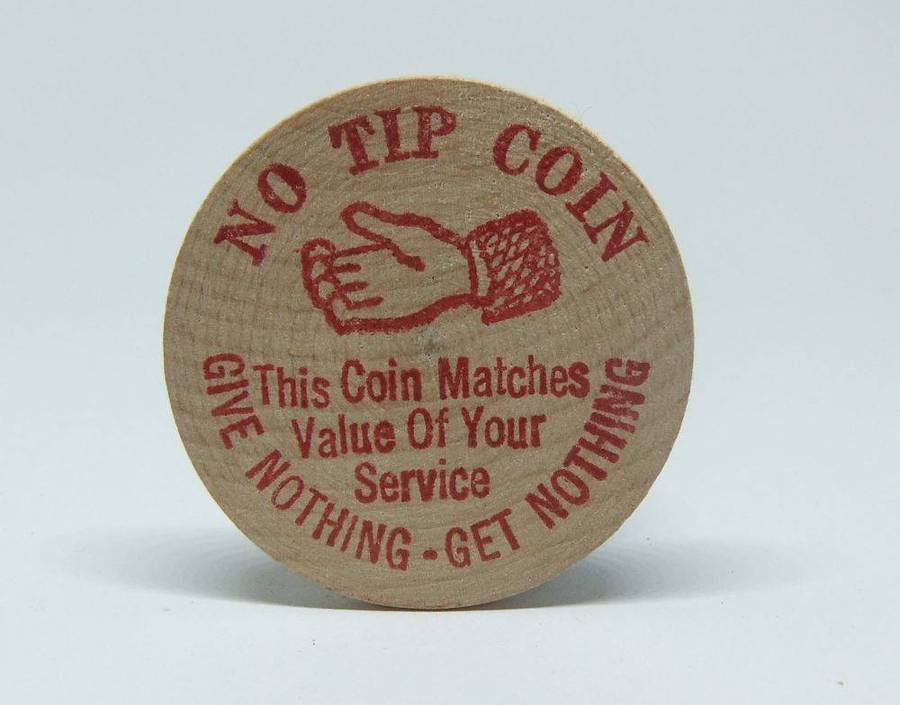 NO TIP COIN
This Coin Matches
Value Of Your
Service
GIVE NOTHING - GET NOTHING